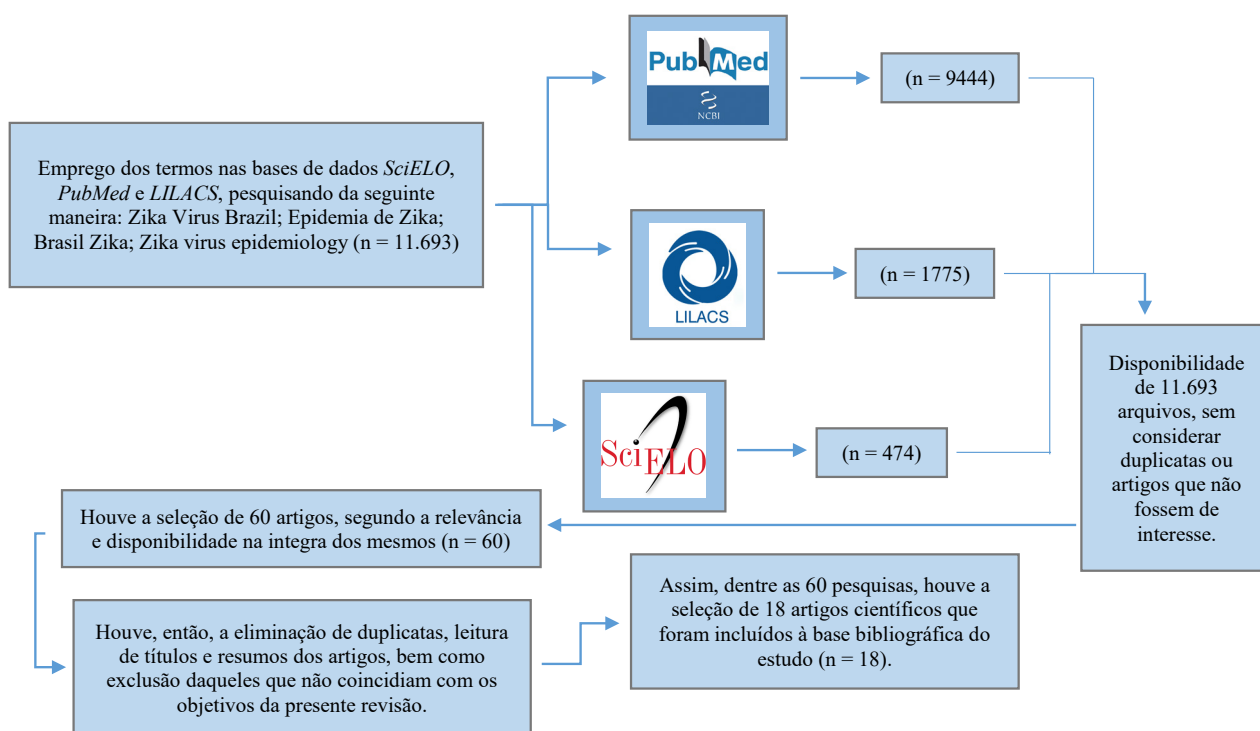 Emprego dos termos nas bases de dados SciELO,
PubMed e LILACS, pesquisando da seguinte
maneira: Zika Virus Brazil; Epidemia de Zika;
Brasil Zika; Zika virus epidemiology (n = 11.693)
PubMed
NCBI
(n = 9444)
LILACS
(n = 1775)
SciELO
(n = 474)
Disponibilidade
de 11.693
arquivos, sem
considerar
duplicatas ou
artigos que não
fossem de
interesse.
Houve a seleção de 60 artigos, segundo a relevância
e disponibilidade na integra dos mesmos (n = 60)
Houve, então, a eliminação de duplicatas, leitura
de títulos e resumos dos artigos, bem como
exclusão daqueles que não coincidiam com os
objetivos da presente revisão.
Assim, dentre as 60 pesquisas, houve a
seleção de 18 artigos científicos que
foram incluídos à base bibliográfica do
estudo (n = 18).